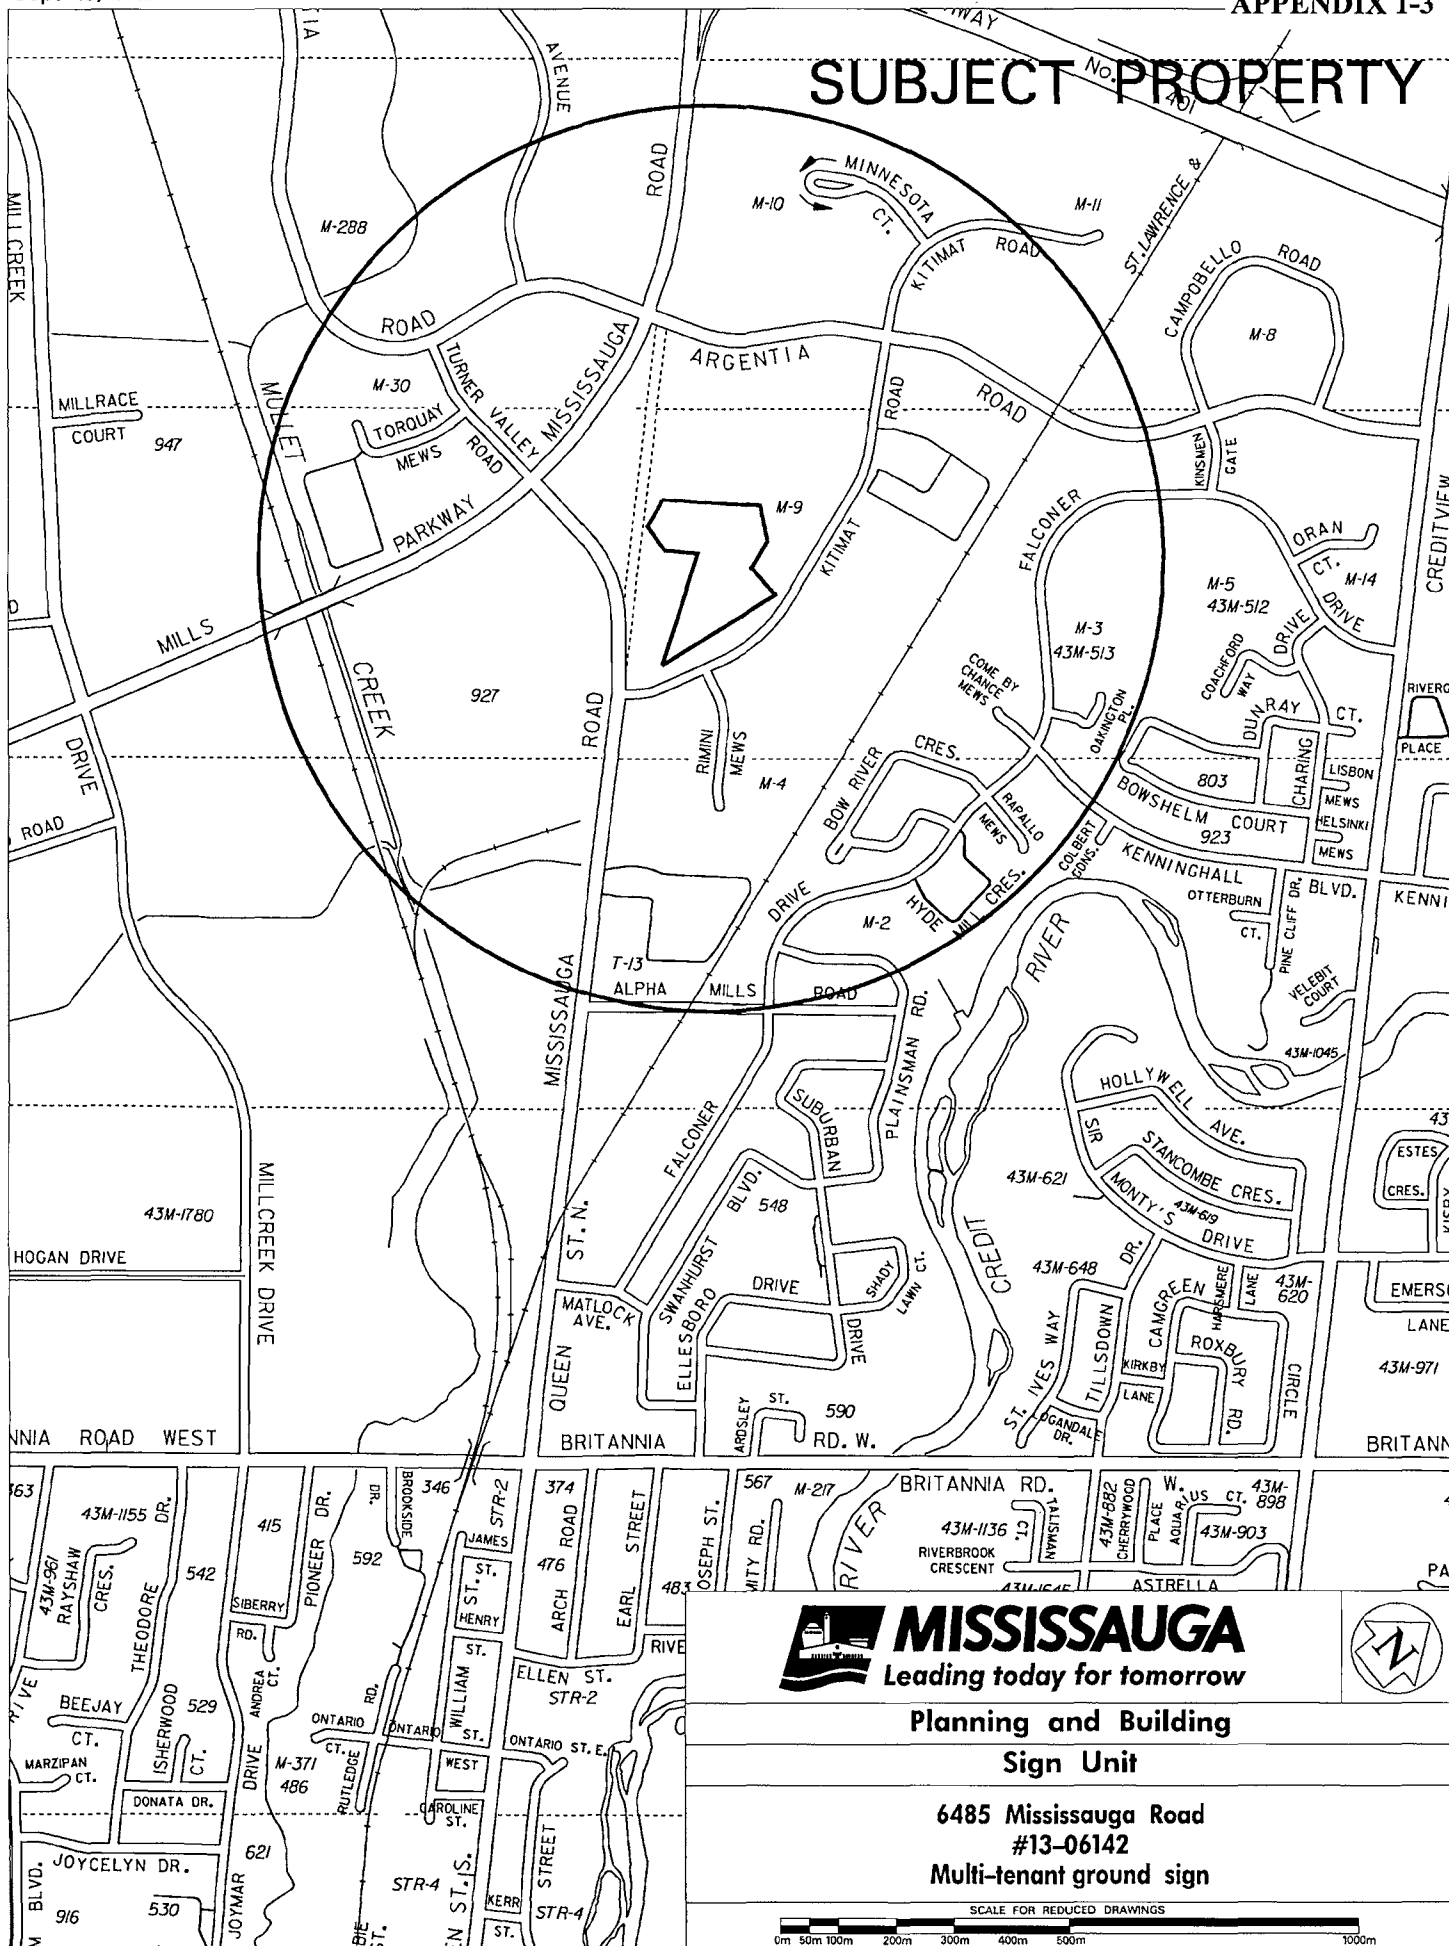 APPENDIX 1-3
SUBJECT PROPERTY
WAY
No.
401
AVENUE
ROAD
MINNESOTA
CT.
M-10
M-11
M-288
KITIMAT ROAD
ST.LAWRENCE &
CAMPOBELLO ROAD
M-8
MILLCREEK
ROAD
TURNER VALLEY
ROAD
MISSISSAUGA
ARGENTIA
ROAD
ROAD
M-30
MILLRACE
COURT
947
MULLET
TORQUAY
MEWS
KINSMEN
GATE
PARKWAY
M-9
KITIMAT
FALCONER
ORAN
CT.
M-14
CREDITVIEW
M-5
43M-512
DRIVE
DRIVE
MILLS
M-3
43M-513
COACHFORD
WAY
COME BY
CHANCE
MEWS
OAKINGTON
PL.
927
CREEK
ROAD
DUNRAY
CT.
PLACE
DRIVE
RIMINI
MEWS
M-4
BOW RIVER
CRES.
803
CHARING
LISBON
MEWS
HELSINKI
MEWS
BOWSHELM COURT
923
RAPALLO
MEWS
COLBERT
GDNS.
ROAD
KENNINGHALL
BLVD.
OTTERBURN
CT.
PINE CLIFF DR.
DRIVE
HYDE
MILL CRES.
M-2
RIVER
VELEBIT
COURT
T-13
ALPHA MILLS ROAD
MISSISSAUGA
PLAINSMAN RD.
43M-1045
HOLLYWELL
AVE.
SUBURBAN
FALCONER
SIR
STANCOMBE CRES.
ESTES
CRES.
43M-621
MONTY'S
43M-619
DRIVE
43M-1780
MILLCREEK DRIVE
HOGAN DRIVE
ST. N.
BLVD.
548
SWANHURST
CREDIT
43M-648
DR.
SHADY
LAWN CT.
MATLOCK
AVE.
ELLESBORO
DRIVE
DRIVE
CAMGREEN
HARSMERE
LANE
43M-
620
LANE
ST. IVES WAY
TILLSDOWN
KIRKBY
LANE
ROXBURY
RD.
CIRCLE
43M-971
QUEEN
ARDSLEY
ST.
590
DR.
ROAD WEST
BRITANNIA
RD. W.
BRITANNIA RD.
W.
346
STR-2
374
567
M-217
43M-1155
DR.
415
PIONEER DR.
DR.
BROOKSIDE
592
JAMES
ST.
476
ARCH ROAD
EARL STREET
483
RIVER
43M-1136
TALISMAN
CT.
RIVERBROOK
CRESCENT
43M-882
CHERRYWOOD
PLACE
AQUARIUS CT.
43M-
898
43M-903
ASTRELLA
43M-961
RAYSHAW
CRES.
THEODORE
542
SIBERRY
RD.
ST.
HENRY
ST.
ELLEN ST.
STR-2
BEEJAY
CT.
ISHERWOOD
CT.
529
ANDREA
CT.
DRIVE
M-371
486
ONTARIO
CT.
RD.
RUTLEDGE
ONTARIO
ST.
WILLIAM
WEST
ONTARIO ST. E.
MARZIPAN
CT.
DONATA DR.
CAROLINE
ST.
JOYCELYN DR.
621
JOYMAR
STR-4
KERR
ST.
STREET
STR-4
BLVD.
916
530
MISSISSAUGA
Leading today for tomorrow
N
Planning and Building
Sign Unit
6485 Mississauga Road
#13-06142
Multi-tenant ground sign
SCALE FOR REDUCED DRAWINGS
0m 50m 100m 200m 300m 400m 500m 1000m